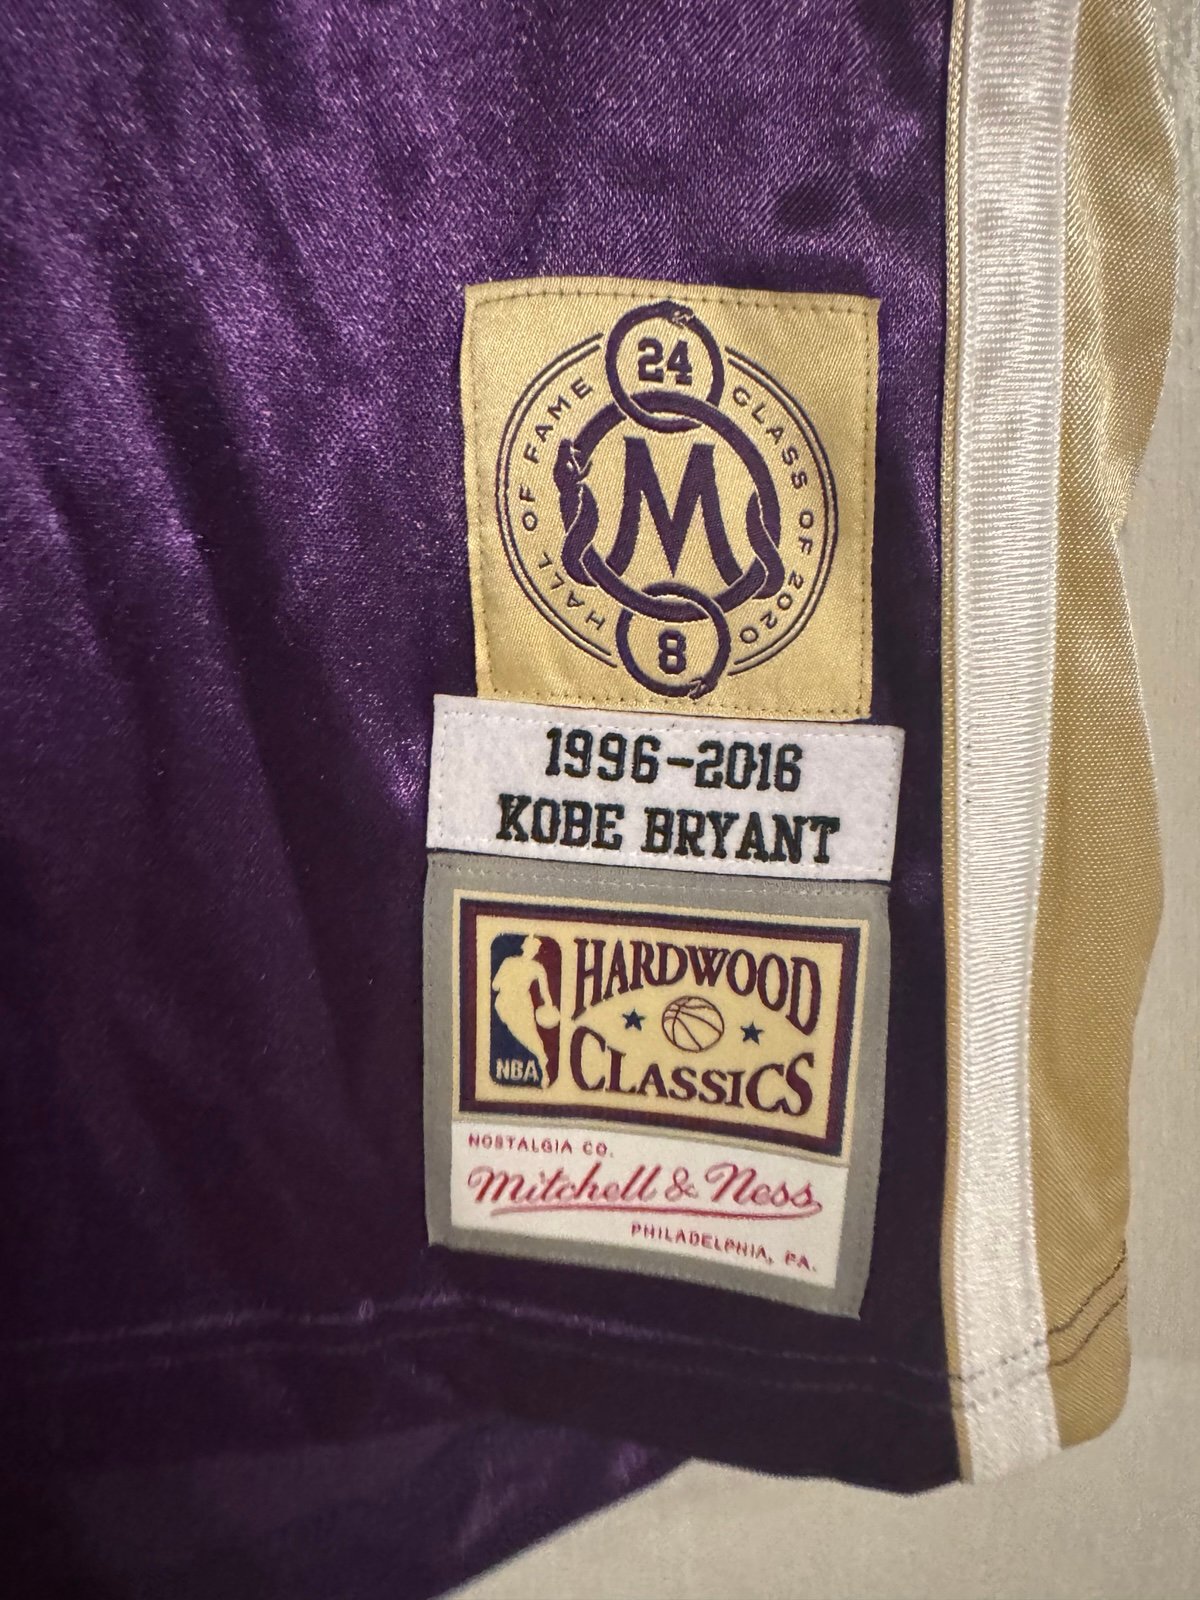 24
HALL OF FAME
CLASS OF 2020
M
8
1996-2016
KOBE BRYANT
HARDWOOD
NBA
CLASSICS
NOSTALGIA CO.
Mitchell & Ness
PHILADELPHIA, PA.